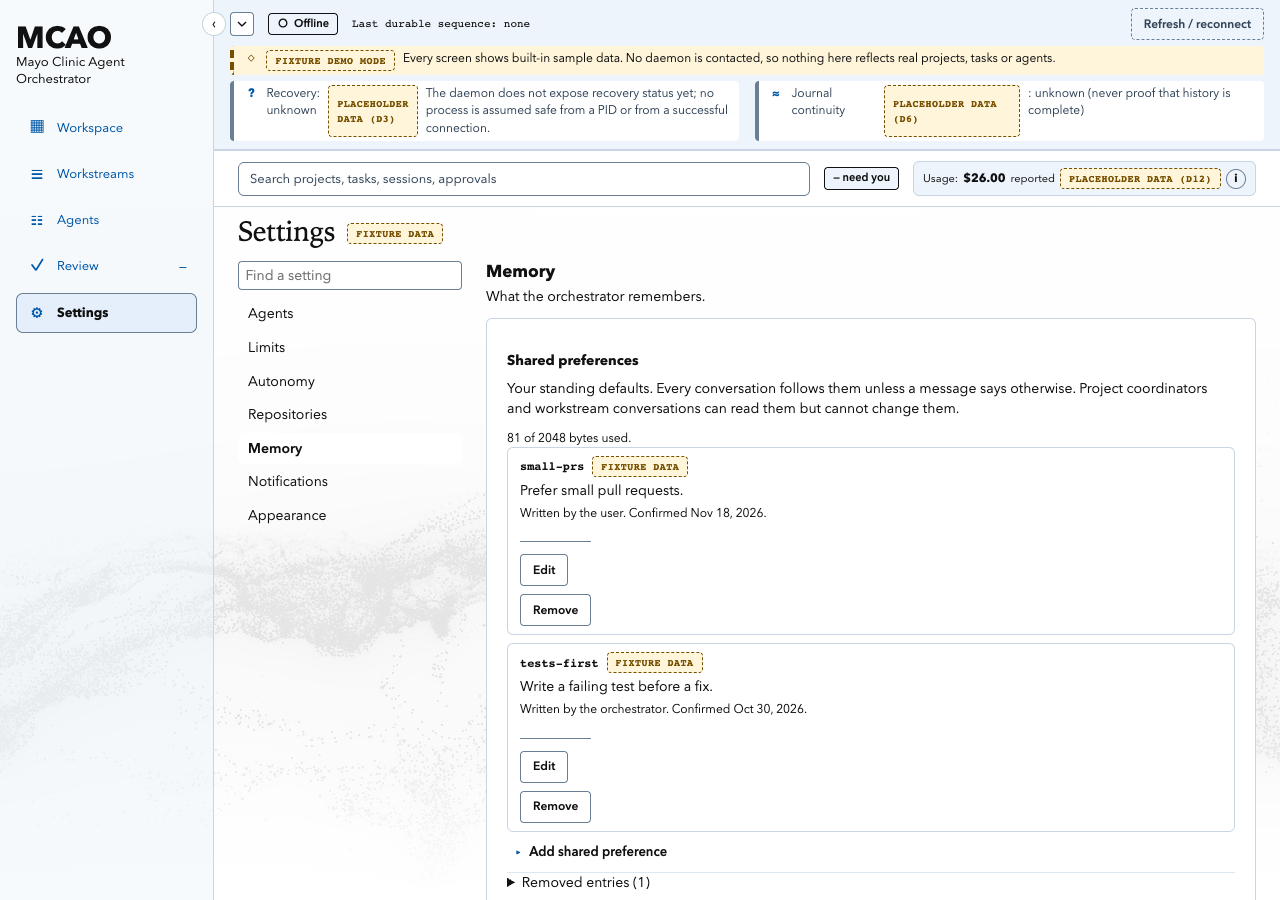 MCAO
Mayo Clinic Agent
Orchestrator
Workspace
Workstreams
Agents
Review –
Settings
Offline
Last durable sequence: none
Refresh / reconnect
FIXTURE DEMO MODE Every screen shows built-in sample data. No daemon is contacted, so nothing here reflects real projects, tasks or agents.
? Recovery: unknown
PLACEHOLDER DATA (D3)
The daemon does not expose recovery status yet; no
process is assumed safe from a PID or from a successful
connection.
≈ Journal continuity
PLACEHOLDER DATA (D6)
: unknown (never proof that history is
complete)
Search projects, tasks, sessions, approvals
– need you
Usage: $26.00 reported PLACEHOLDER DATA (D12) i
Settings FIXTURE DATA
Find a setting
Agents
Limits
Autonomy
Repositories
Memory
Notifications
Appearance
Memory
What the orchestrator remembers.
Shared preferences
Your standing defaults. Every conversation follows them unless a message says otherwise. Project coordinators
and workstream conversations can read them but cannot change them.
81 of 2048 bytes used.
small-prs FIXTURE DATA
Prefer small pull requests.
Written by the user. Confirmed Nov 18, 2026.
Edit
Remove
tests-first FIXTURE DATA
Write a failing test before a fix.
Written by the orchestrator. Confirmed Oct 30, 2026.
Edit
Remove
Add shared preference
Removed entries (1)